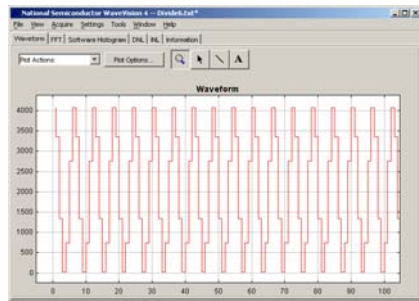 National Semiconductor WaveVision 4 -- Divide6.txt*
File View Acquire Settings Tools Window Help
Waveform FFT Software Histogram DNL INL Information
Plot Actions Plot Options... A
Waveform
4000
3500
3000
2500
2000
1500
1000
500
0
0 10 20 30 40 50 60 70 80 90 100